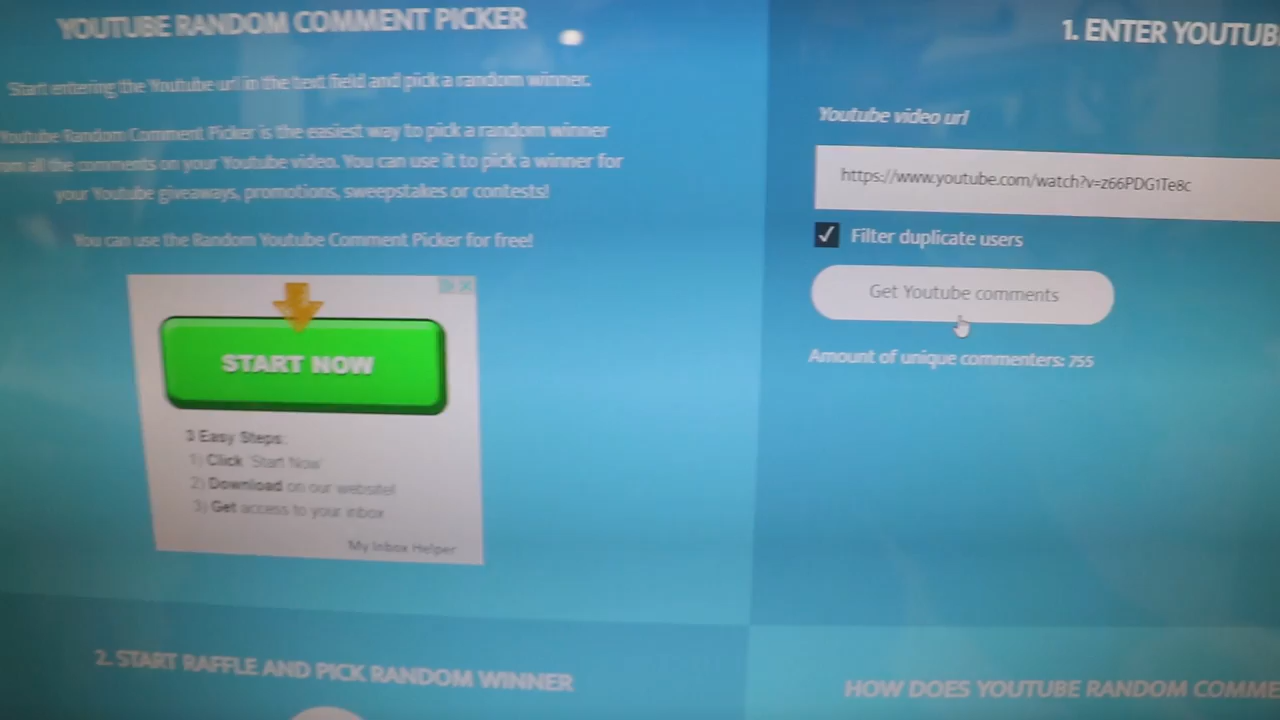 YOUTUBE RANDOM COMMENT PICKER
Start entering the Youtube url in the text field and pick a random winner.
Youtube Random Comment Picker is the easiest way to pick a random winner
all the comments on your Youtube video. You can use it to pick a winner for
your Youtube giveaways, promotions, sweepstakes or contests!
You can use the Random Youtube Comment Picker for free!
START NOW
3 Easy Steps:
1) Click 'Start Now'
2) Download on our website!
3) Get access to your inbox
My Inbox Helper
2. START RAFFLE AND PICK RANDOM WINNER
1. ENTER YOUTUB
Youtube video url
https://www.youtube.com/watch?v=z66PDG1Te8c
✓ Filter duplicate users
Get Youtube comments
Amount of unique commenters: 755
HOW DOES YOUTUBE RANDOM COMME